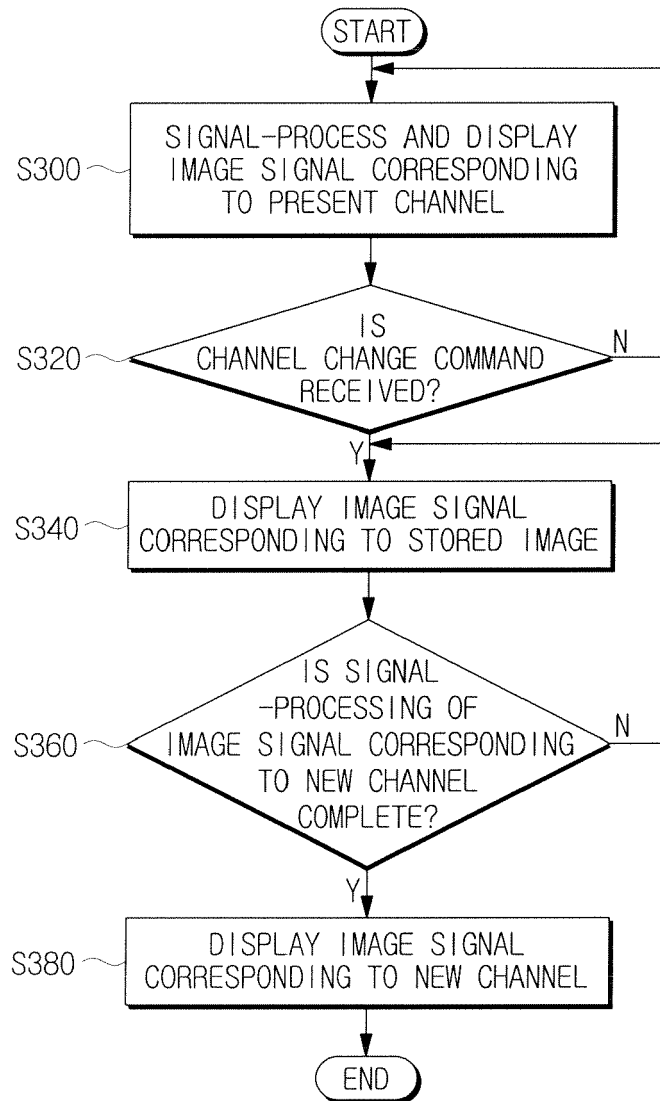 START
S300
SIGNAL-PROCESS AND DISPLAY
IMAGE SIGNAL CORRESPONDING
TO PRESENT CHANNEL
S320
IS
CHANNEL CHANGE COMMAND
RECEIVED?
N
Y
S340
DISPLAY IMAGE SIGNAL
CORRESPONDING TO STORED IMAGE
S360
IS SIGNAL
-PROCESSING OF
IMAGE SIGNAL CORRESPONDING
TO NEW CHANNEL
COMPLETE?
N
Y
S380
DISPLAY IMAGE SIGNAL
CORRESPONDING TO NEW CHANNEL
END